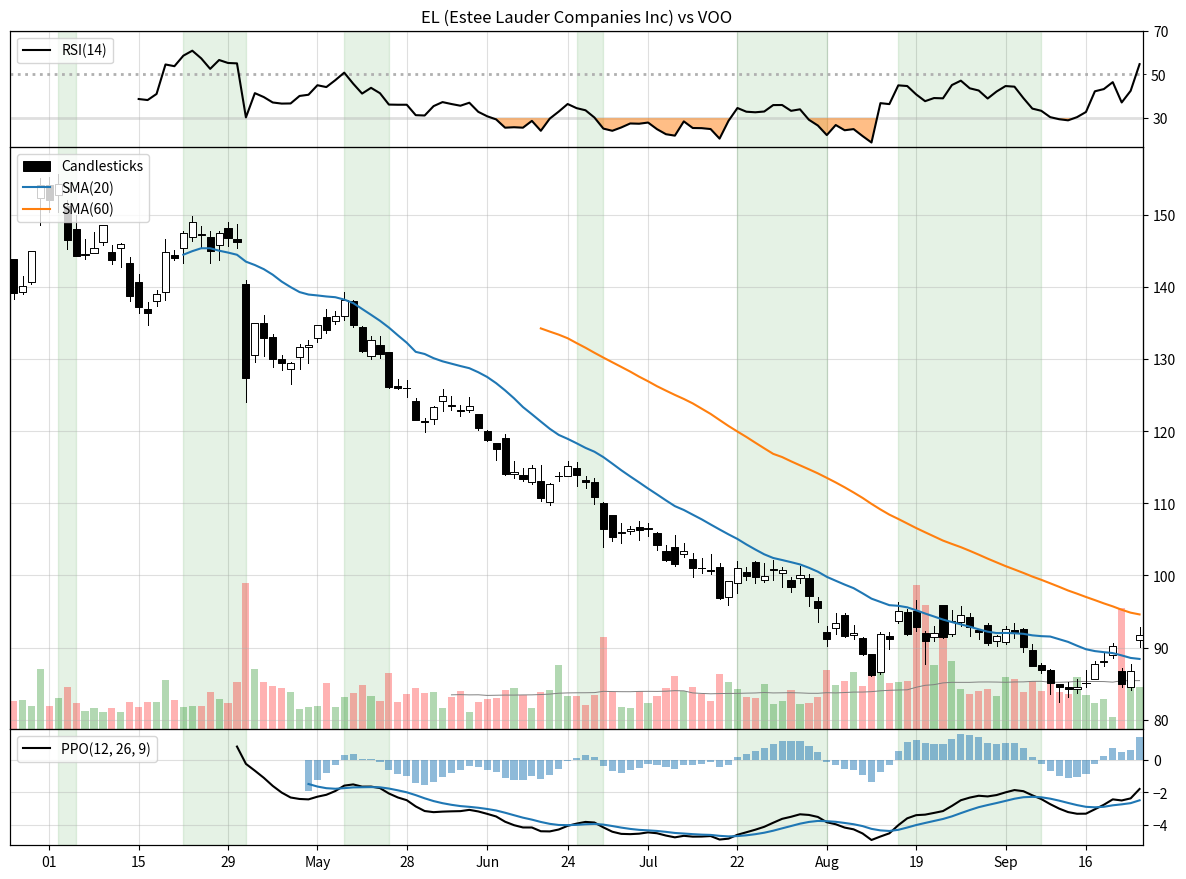 EL (Estee Lauder Companies Inc) vs VOO
RSI(14)
70
50
30
Candlesticks
SMA(20)
SMA(60)
150
140
130
120
110
100
90
80
PPO(12, 26, 9)
0
−2
−4
01 15 29 May 28 Jun 24 Jul 22 Aug 19 Sep 16